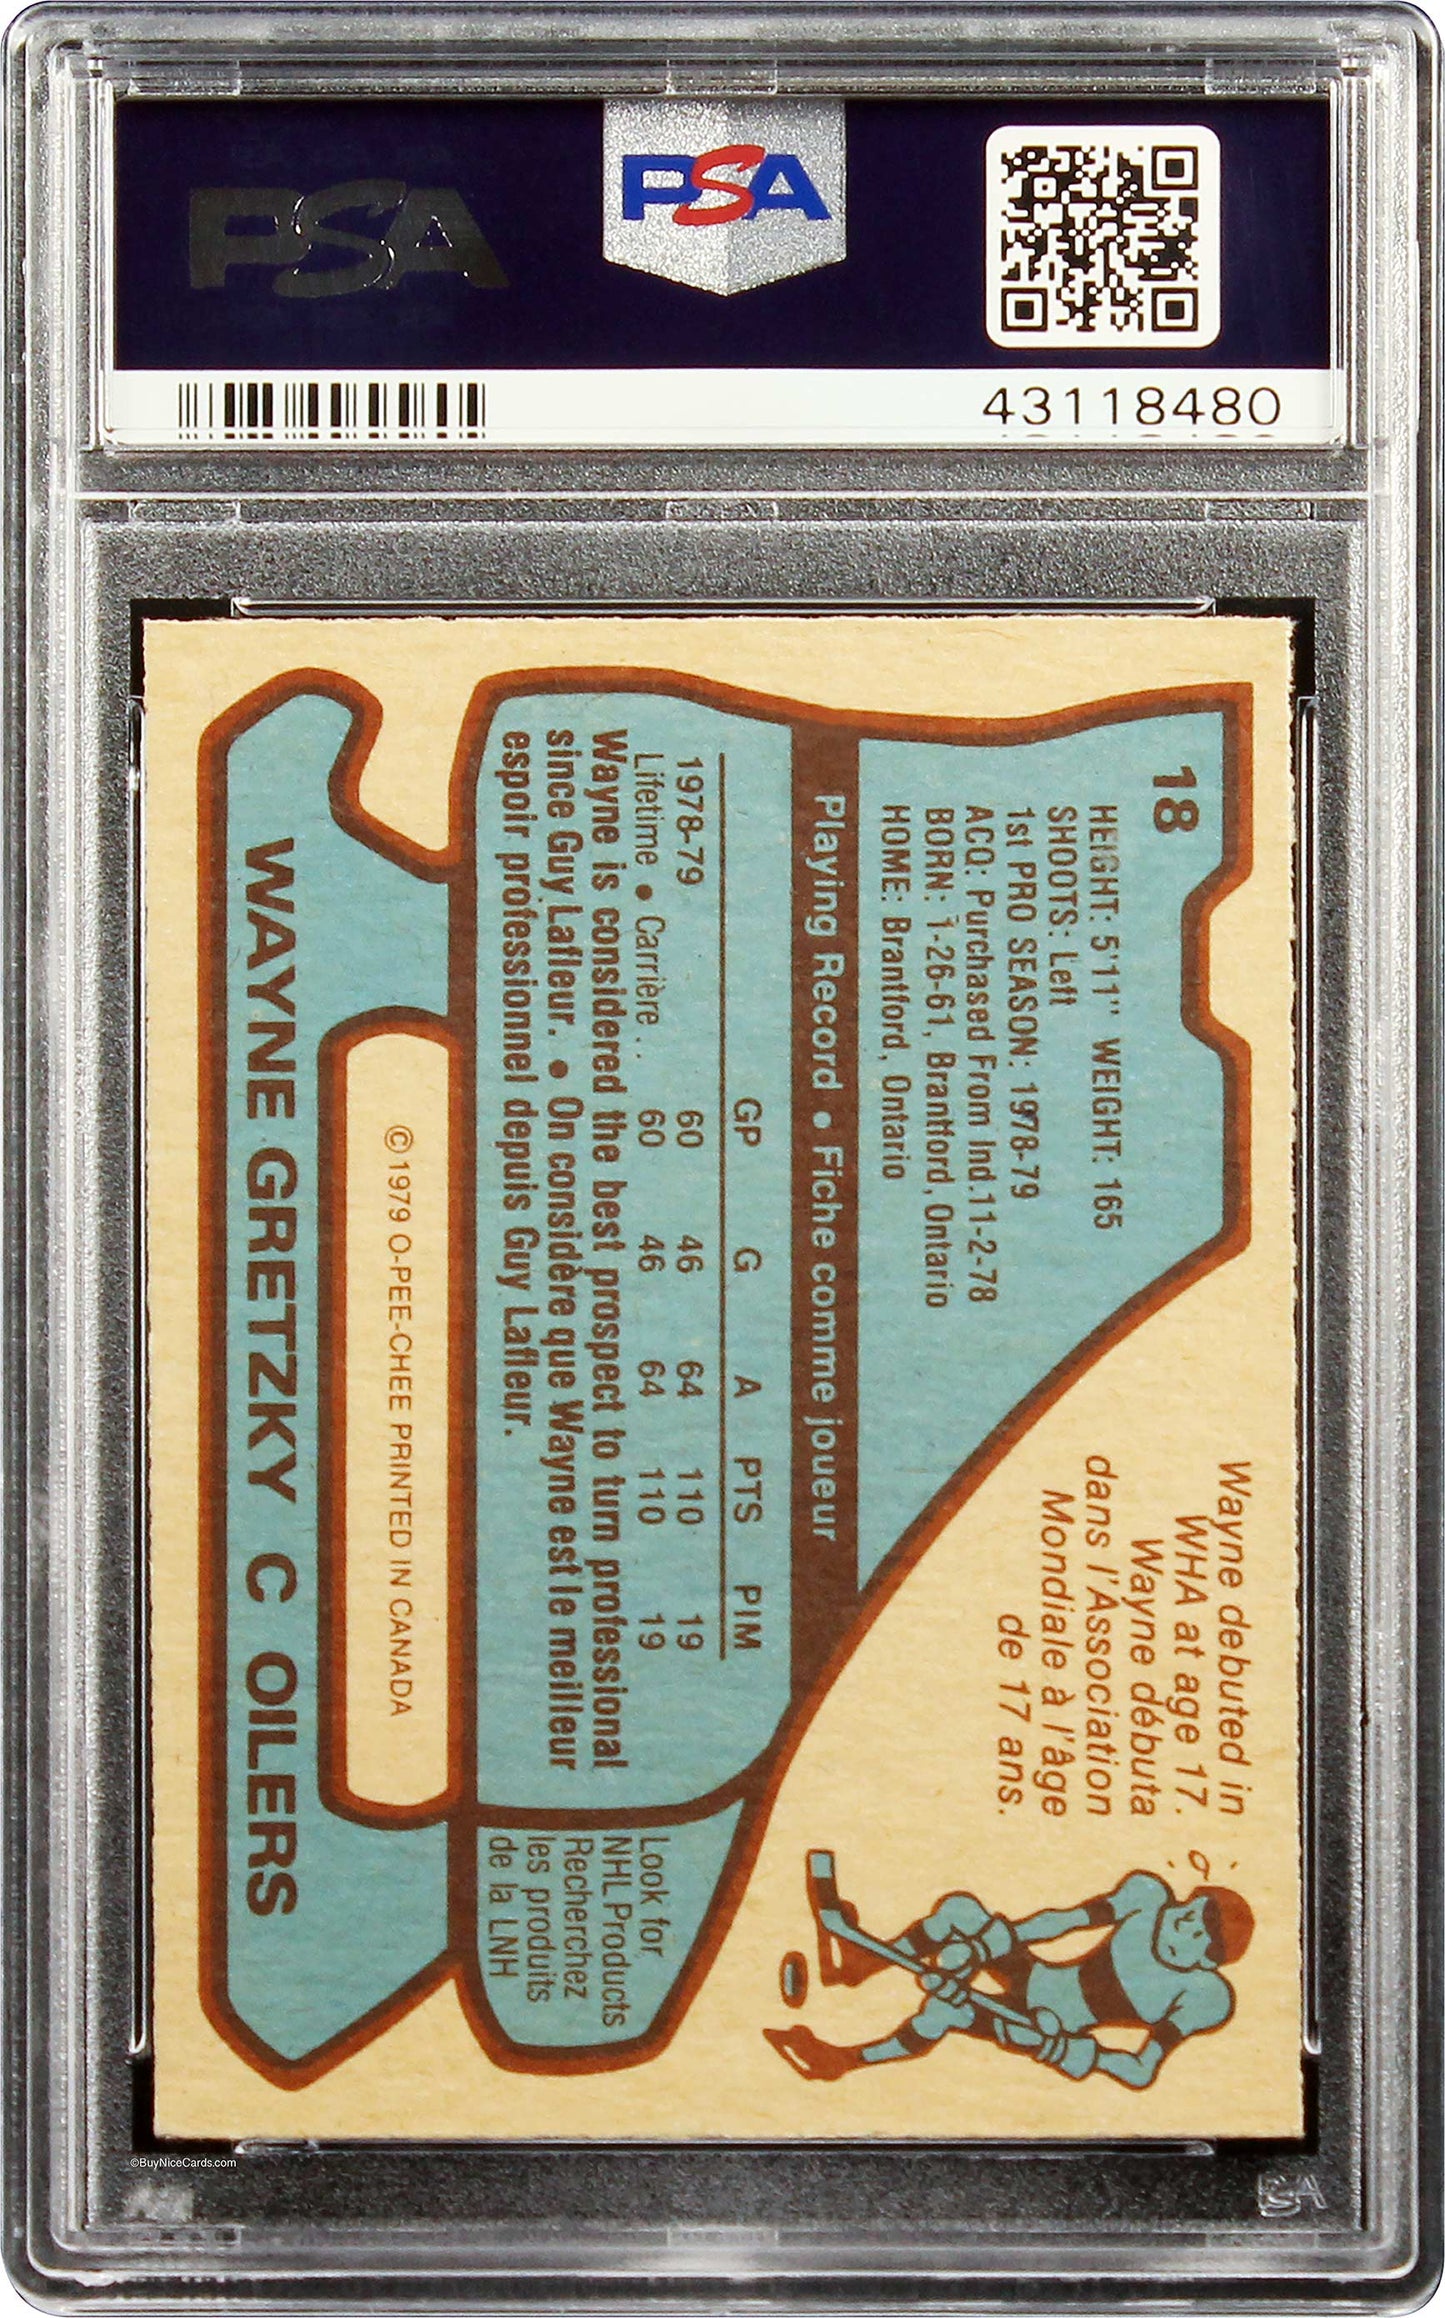 PSA
PSA
43118480
18
HEIGHT: 5'11" WEIGHT: 165
SHOOTS: Left
1st PRO SEASON: 1978-79
ACQ: Purchased From Ind.11-2-78
BORN: 1-26-61, Brantford, Ontario
HOME: Brantford, Ontario
Wayne debuted in
WHA at age 17.
Wayne débuta
dans l'Association
Mondiale à l'âge
de 17 ans.
Playing Record • Fiche comme joueur
GP G A PTS PIM
1978-79 60 46 64 110 19
Lifetime • Carrière .. 60 46 64 110 19
Wayne is considered the best prospect to turn professional
since Guy Lafleur. • On considère que Wayne est le meilleur
espoir professionnel depuis Guy Lafleur.
Look for
NHL Products
Recherchez
les produits
de la LNH
©1979 O-PEE-CHEE PRINTED IN CANADA
WAYNE GRETZKY C OILERS
©BuyNiceCards.com
PSA